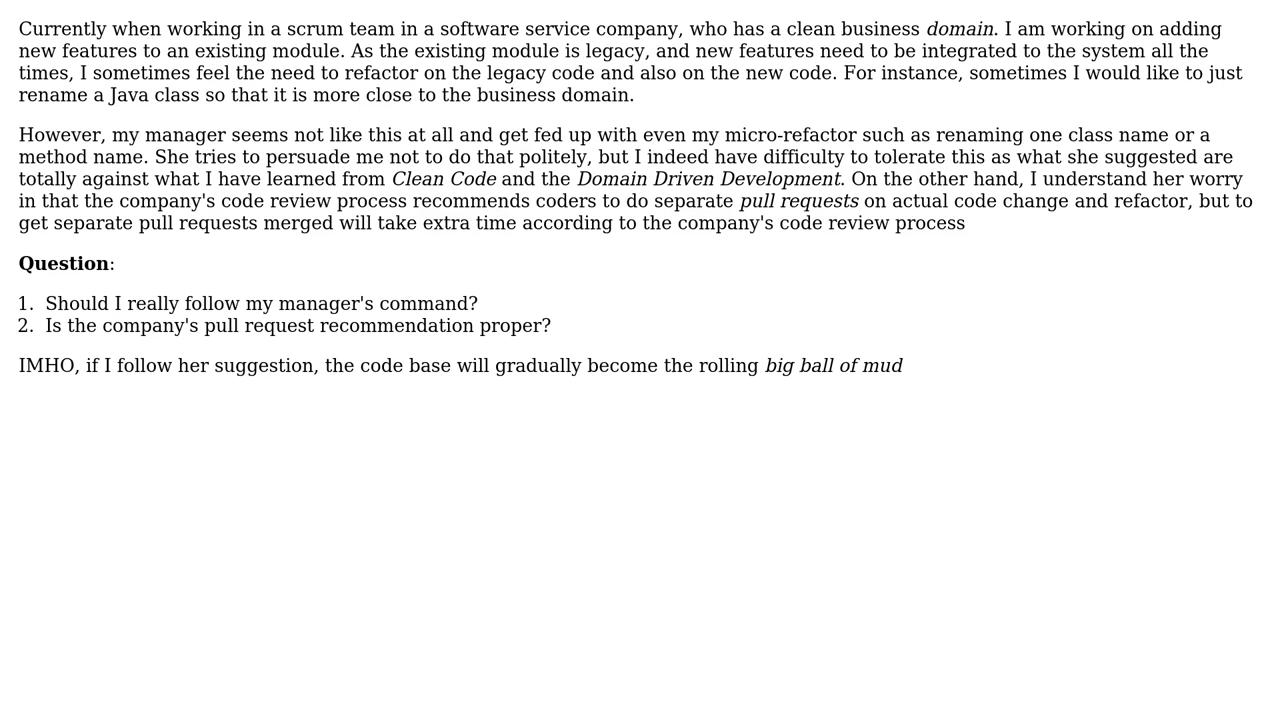 Currently when working in a scrum team in a software service company, who has a clean business domain. I am working on adding
new features to an existing module. As the existing module is legacy, and new features need to be integrated to the system all the
times, I sometimes feel the need to refactor on the legacy code and also on the new code. For instance, sometimes I would like to just
rename a Java class so that it is more close to the business domain.
However, my manager seems not like this at all and get fed up with even my micro-refactor such as renaming one class name or a
method name. She tries to persuade me not to do that politely, but I indeed have difficulty to tolerate this as what she suggested are
totally against what I have learned from Clean Code and the Domain Driven Development. On the other hand, I understand her worry
in that the company's code review process recommends coders to do separate pull requests on actual code change and refactor, but to
get separate pull requests merged will take extra time according to the company's code review process
Question:
1. Should I really follow my manager's command?
2. Is the company's pull request recommendation proper?
IMHO, if I follow her suggestion, the code base will gradually become the rolling big ball of mud